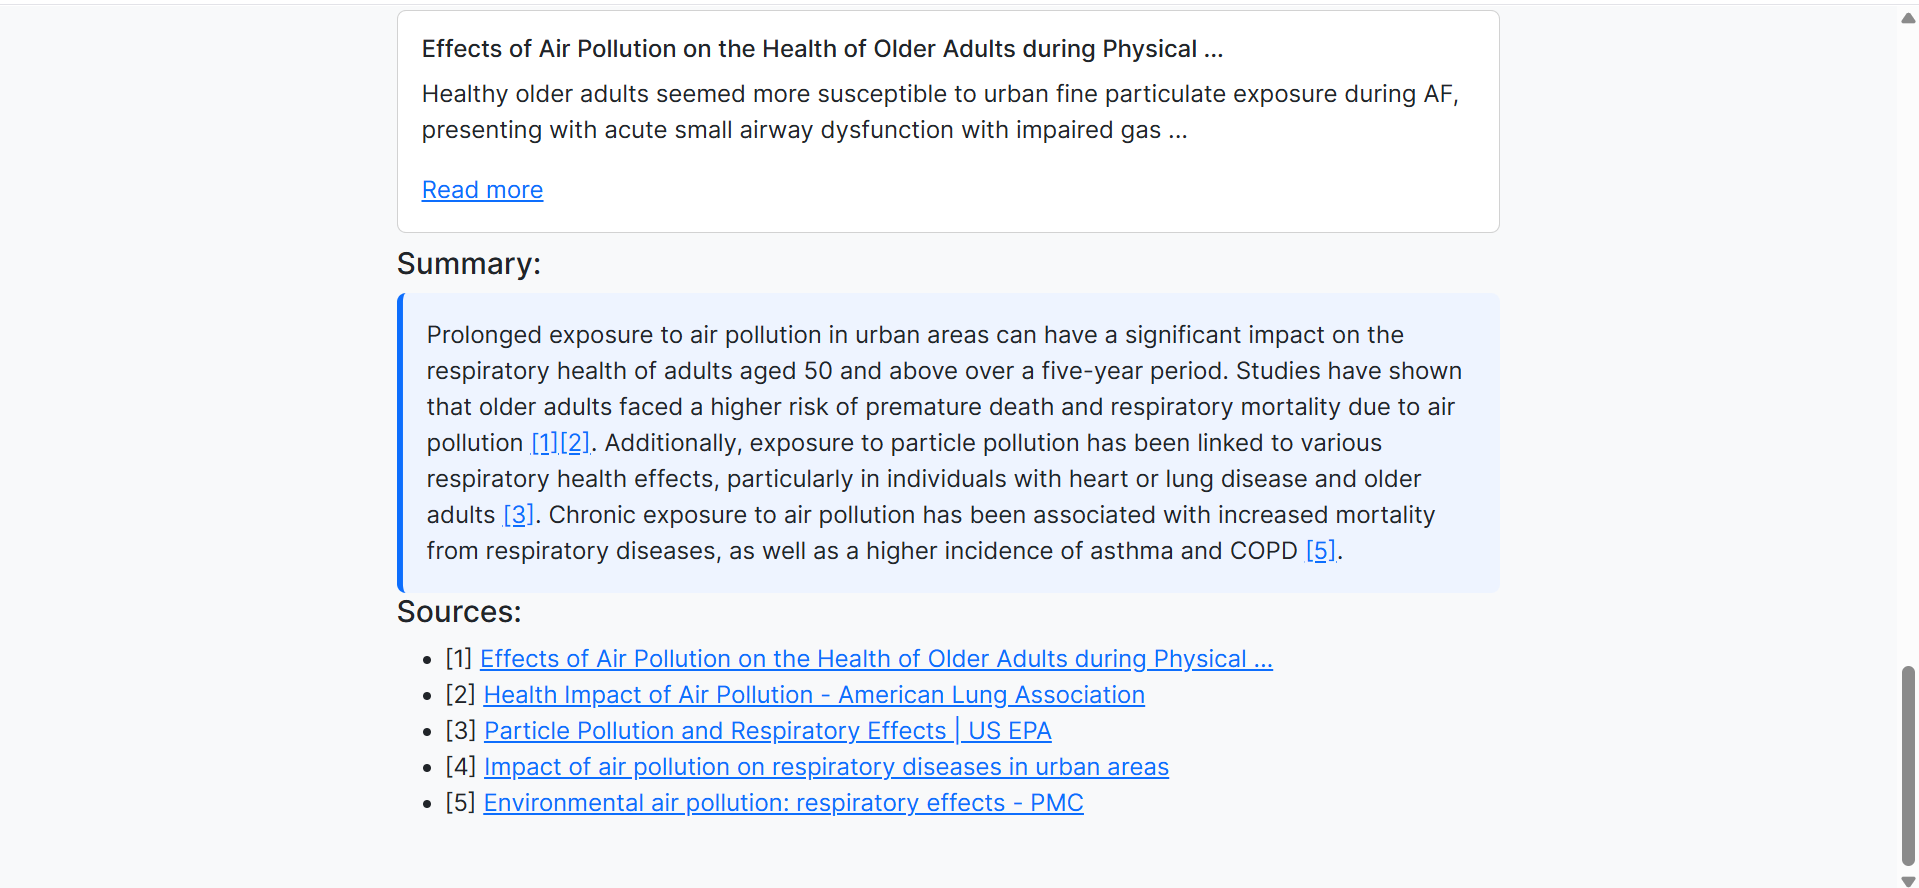 Effects of Air Pollution on the Health of Older Adults during Physical ...
Healthy older adults seemed more susceptible to urban fine particulate exposure during AF,
presenting with acute small airway dysfunction with impaired gas ...
Read more
Summary:
Prolonged exposure to air pollution in urban areas can have a significant impact on the
respiratory health of adults aged 50 and above over a five-year period. Studies have shown
that older adults faced a higher risk of premature death and respiratory mortality due to air
pollution [1][2]. Additionally, exposure to particle pollution has been linked to various
respiratory health effects, particularly in individuals with heart or lung disease and older
adults [3]. Chronic exposure to air pollution has been associated with increased mortality
from respiratory diseases, as well as a higher incidence of asthma and COPD [5].
Sources:
• [1] Effects of Air Pollution on the Health of Older Adults during Physical ...
• [2] Health Impact of Air Pollution - American Lung Association
• [3] Particle Pollution and Respiratory Effects | US EPA
• [4] Impact of air pollution on respiratory diseases in urban areas
• [5] Environmental air pollution: respiratory effects - PMC